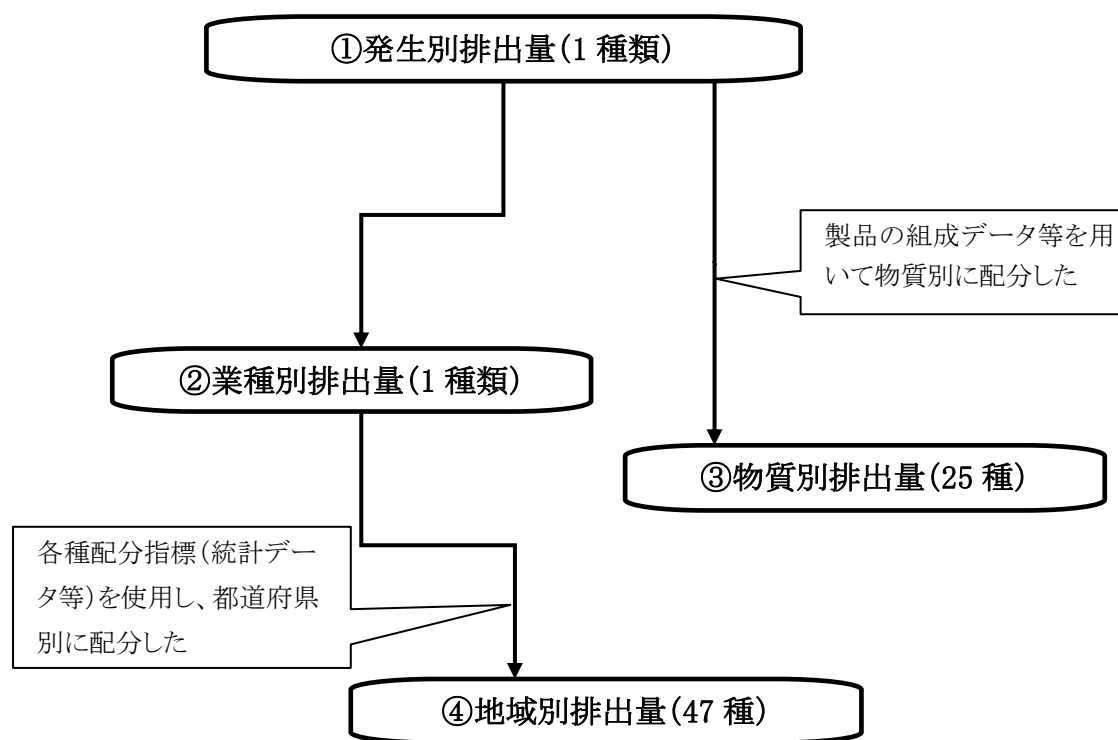 ①発生別排出量(1 種類)
製品の組成データ等を用
いて物質別に配分した
②業種別排出量(1 種類)
③物質別排出量(25 種)
各種配分指標(統計デー
タ等)を使用し、都道府県
別に配分した
④地域別排出量(47 種)